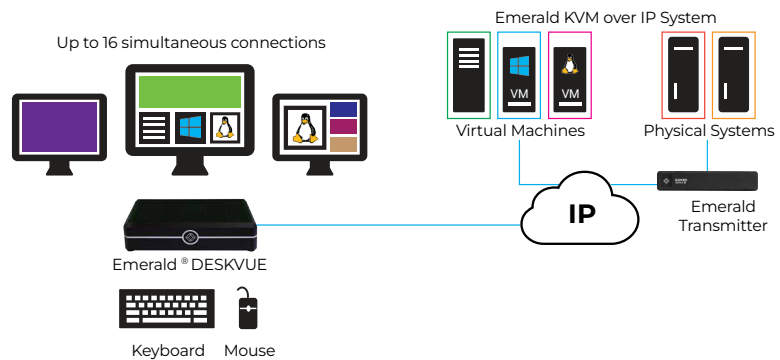 Emerald KVM over IP System
Up to 16 simultaneous connections
VM
VM
Virtual Machines
Physical Systems
IP
Emerald
Transmitter
Emerald ® DESKVUE
Keyboard
Mouse